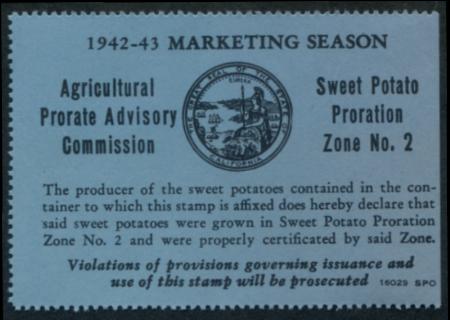 1942-43 MARKETING SEASON
Agricultural
Prorate Advisory
Commission
THE GREAT SEAL OF THE STATE OF CALIFORNIA
EUREKA
Sweet Potato
Proration
Zone No. 2
The producer of the sweet potatoes contained in the con-
tainer to which this stamp is affixed does hereby declare that
said sweet potatoes were grown in Sweet Potato Proration
Zone No. 2 and were properly certificated by said Zone.
Violations of provisions governing issuance and
use of this stamp will be prosecuted 16029 SPO